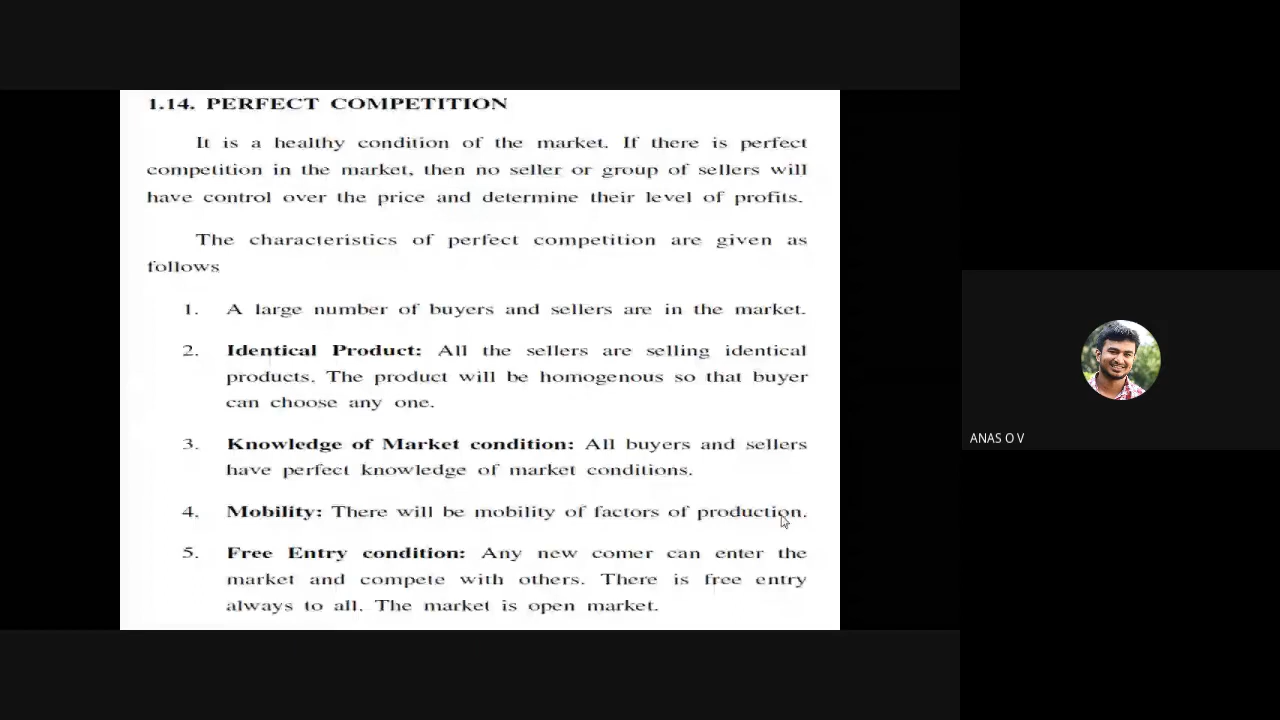 1.14. PERFECT COMPETITION
It is a healthy condition of the market. If there is perfect
competition in the market, then no seller or group of sellers will
have control over the price and determine their level of profits.
The characteristics of perfect competition are given as
follows
1. A large number of buyers and sellers are in the market.
2. Identical Product: All the sellers are selling identical
products. The product will be homogenous so that buyer
can choose any one.
3. Knowledge of Market condition: All buyers and sellers
have perfect knowledge of market conditions.
4. Mobility: There will be mobility of factors of production.
5. Free Entry condition: Any new comer can enter the
market and compete with others. There is free entry
always to all. The market is open market.
ANAS O V